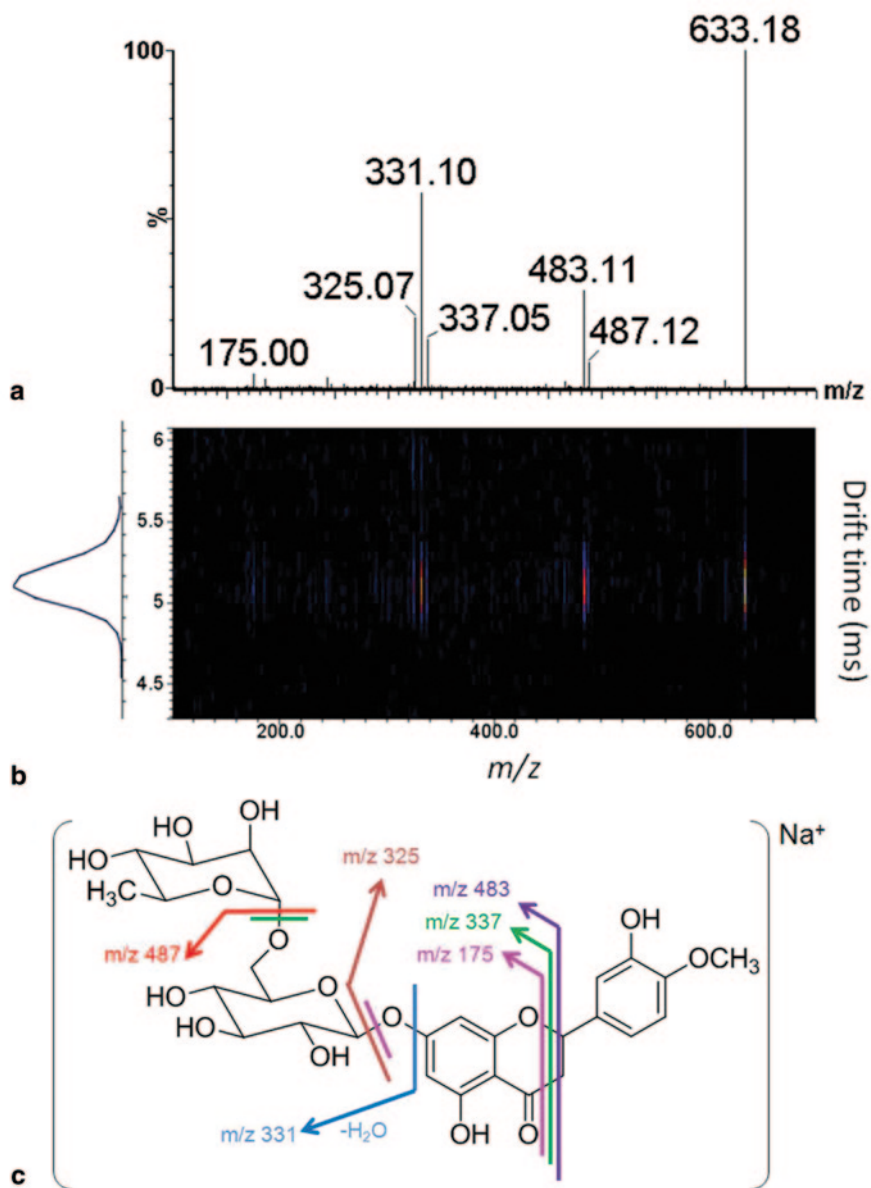 633.18
100
331.10
%
325.07
483.11
337.05
487.12
175.00
0
m/z
a
6
5.5
5
4.5
Drift time (ms)
200.0 400.0 600.0
m/z
b
Na⁺
OH
HO
HO
m/z 325
H₃C
O
m/z 483
m/z 337
OH
m/z 487
O
m/z 175
OCH₃
HO
O
O
O
HO
OH
m/z 331
-H₂O
OH
O
c